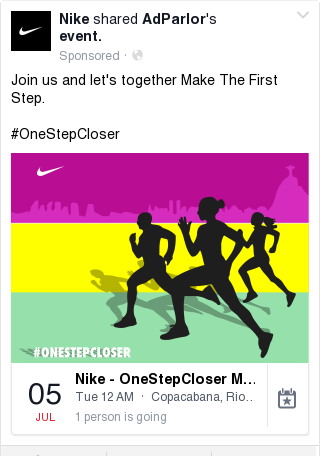 Nike shared AdParlor's
event.
Sponsored ·
Join us and let's together Make The First
Step.
#OneStepCloser
#ONESTEPCLOSER
05
JUL
Nike - OneStepCloser M...
Tue 12 AM · Copacabana, Rio...
1 person is going